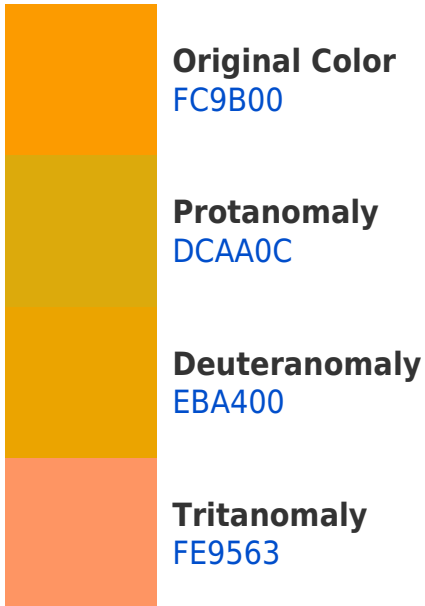 Original Color
FC9B00
Protanomaly
DCAA0C
Deuteranomaly
EBA400
Tritanomaly
FE9563